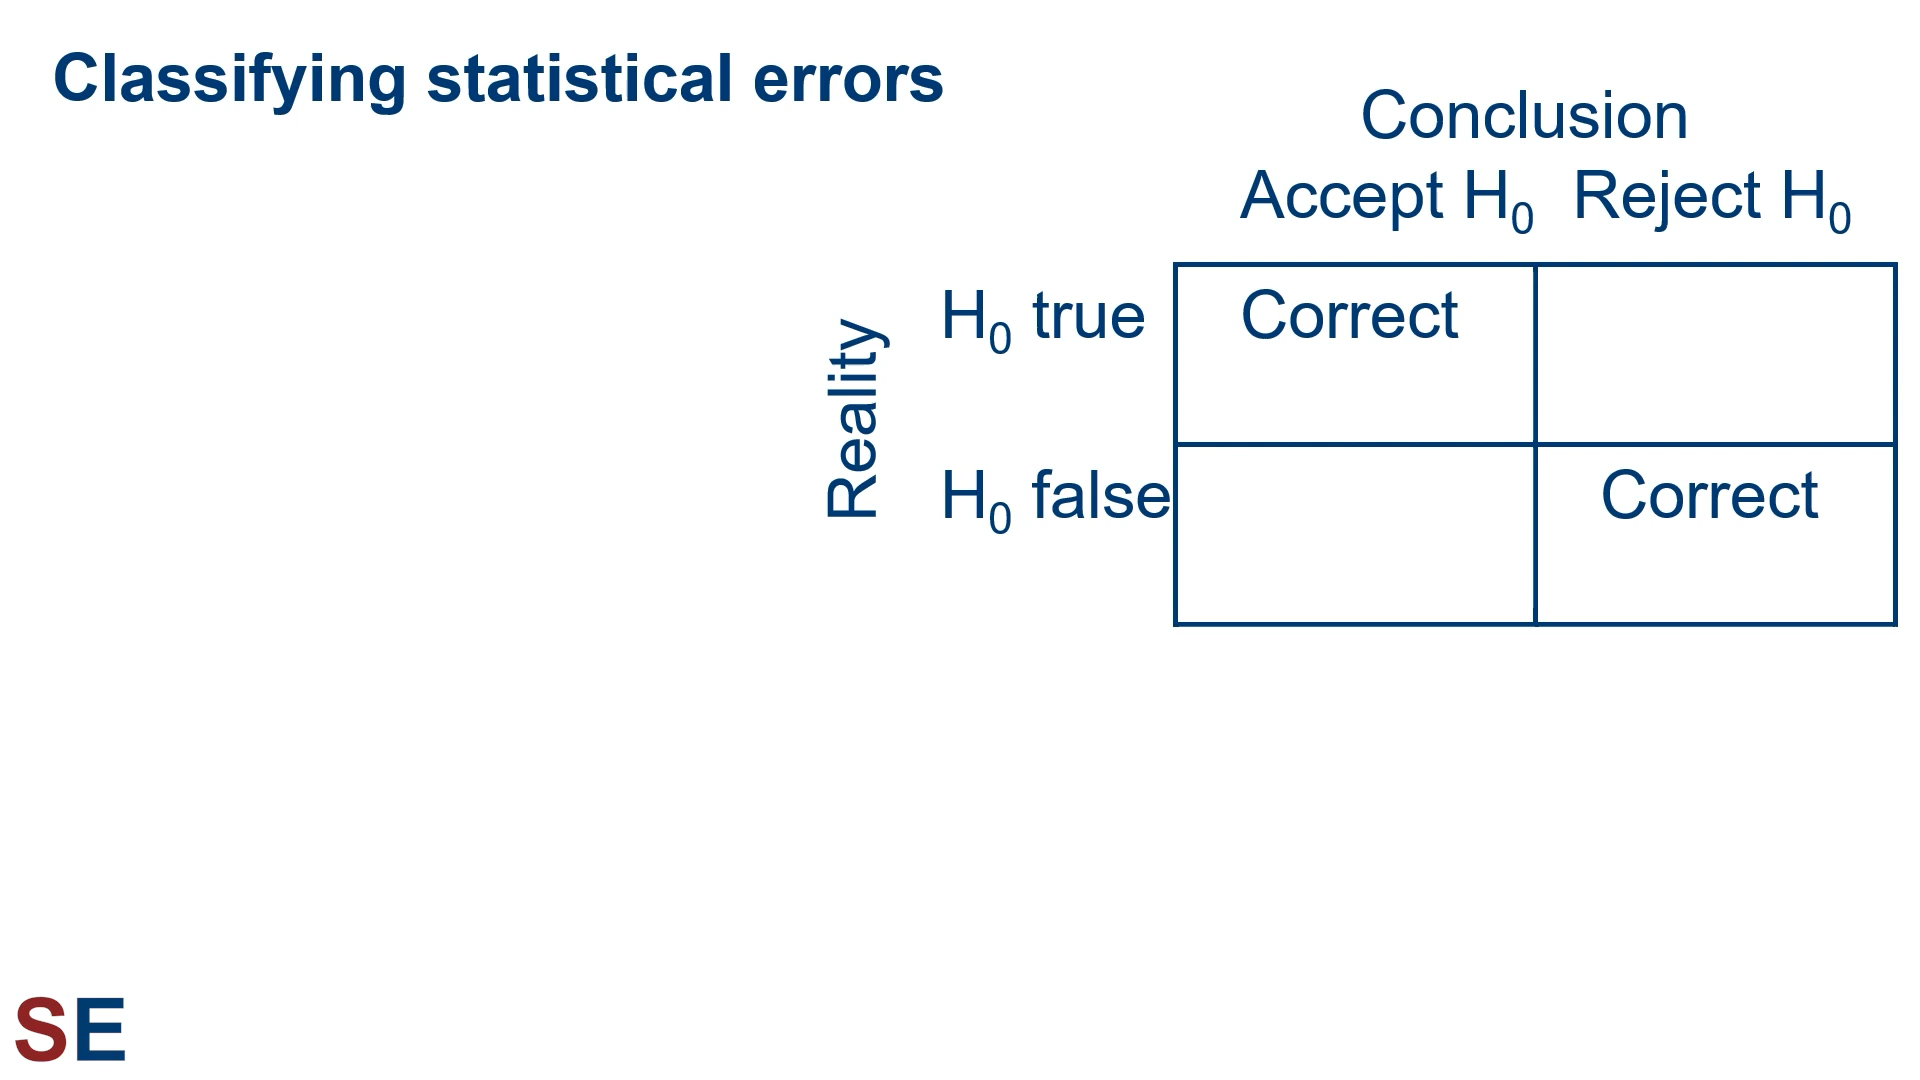 Classifying statistical errors
Conclusion
Accept H₀ Reject H₀
Reality
H₀ true Correct
H₀ false Correct
SE